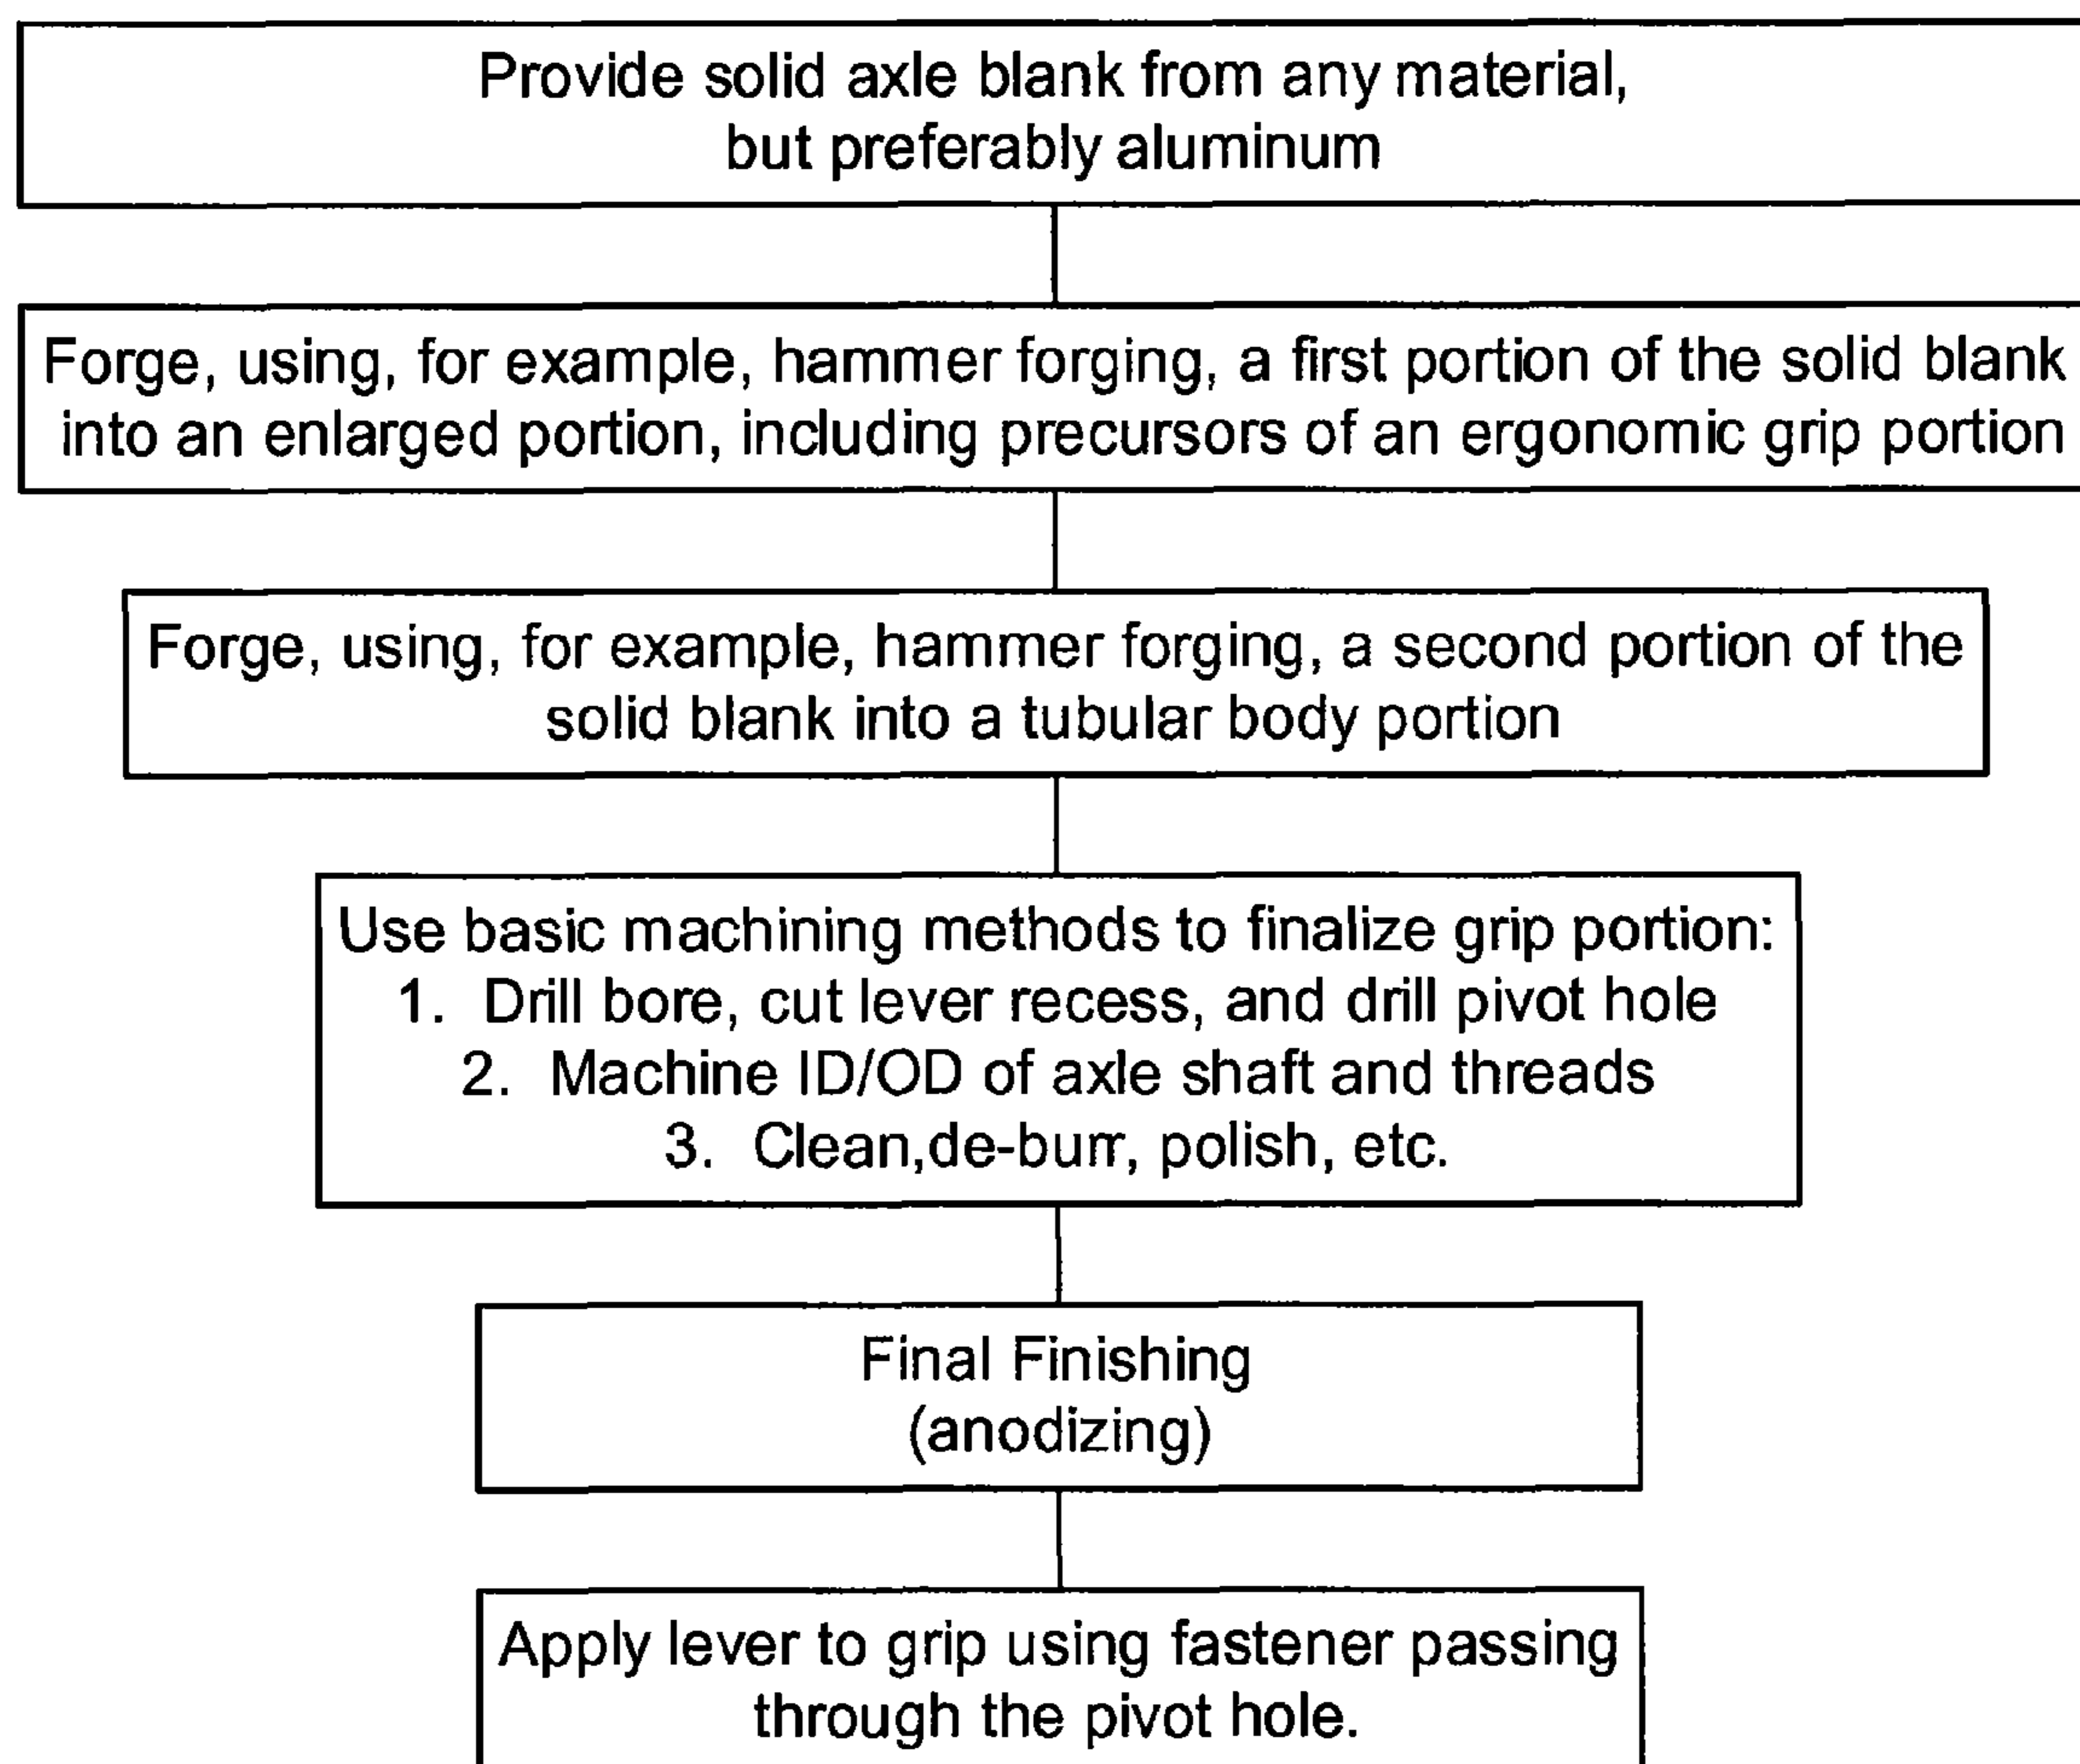 Provide solid axle blank from any material,
but preferably aluminum
Forge, using, for example, hammer forging, a first portion of the solid blank
into an enlarged portion, including precursors of an ergonomic grip portion
Forge, using, for example, hammer forging, a second portion of the
solid blank into a tubular body portion
Use basic machining methods to finalize grip portion:
1. Drill bore, cut lever recess, and drill pivot hole
2. Machine ID/OD of axle shaft and threads
3. Clean,de-burr, polish, etc.
Final Finishing
(anodizing)
Apply lever to grip using fastener passing
through the pivot hole.